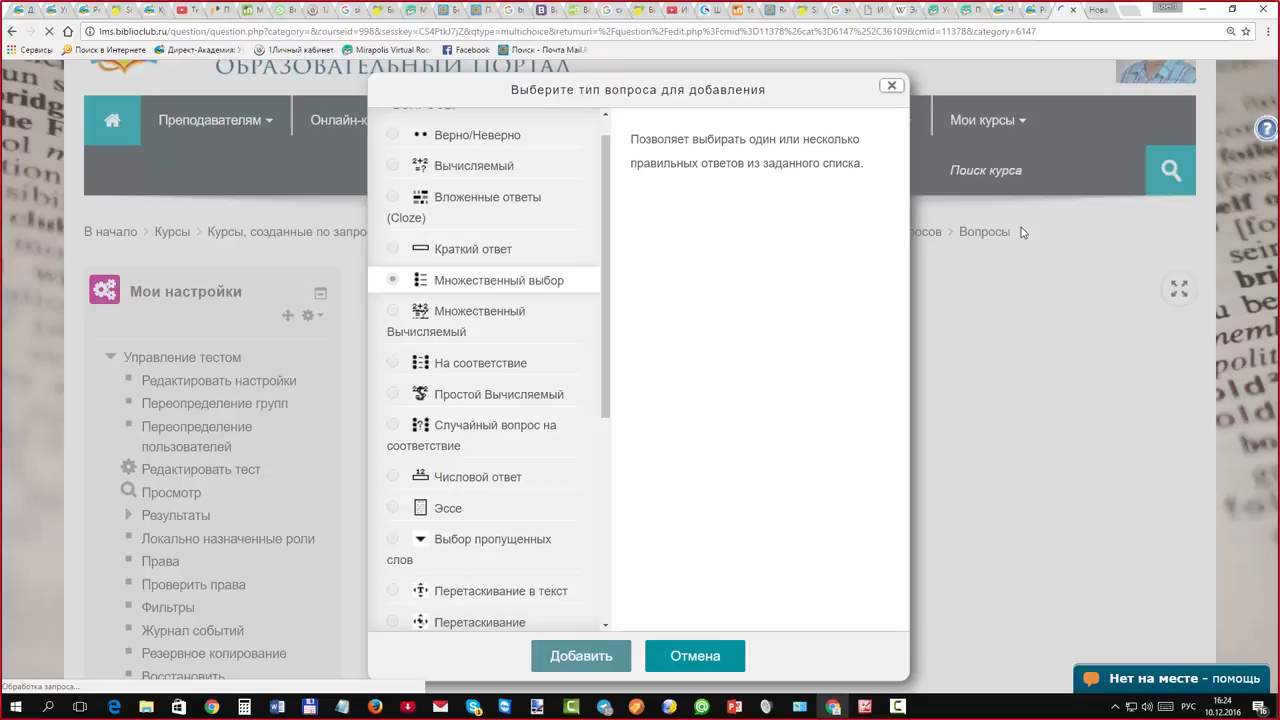 lms.biblioclub.ru/question/question.php?category=&courseid=998&sesskey=CS4PtkJ7jZ&qtype=multichoice&returnurl=%2Fquestion%2Fedit.php%3Fcmid%3D11378%26cat%3D6147%252C36109&cmid=11378&category=6147
Сервисы
Поиск в Интернете
Директ-Академия:
1Личный кабинет
Mirapolis Virtual Roo
Facebook
Поиск - Почта Mail.R
ОБРАЗОВАТЕЛЬНЫЙ ПОРТАЛ
Выберите тип вопроса для добавления
Преподавателям
Онлайн-к
Мои курсы
Поиск курса
В начало
Курсы
Курсы, созданные по запро
осов
Вопросы
Мои настройки
Управление тестом
Редактировать настройки
Переопределение групп
Переопределение
пользователей
Редактировать тест
Просмотр
Результаты
Локально назначенные роли
Права
Проверить права
Фильтры
Журнал событий
Резервное копирование
Восстановить
Верно/Неверно
Вычисляемый
Вложенные ответы
(Cloze)
Краткий ответ
Множественный выбор
Множественный
Вычисляемый
На соответствие
Простой Вычисляемый
Случайный вопрос на
соответствие
Числовой ответ
Эссе
Выбор пропущенных
слов
Перетаскивание в текст
Перетаскивание
Позволяет выбирать один или несколько
правильных ответов из заданного списка.
Добавить
Отмена
Нет на месте - помощь
Обработка запроса...
РУС
16:24
10.12.2016